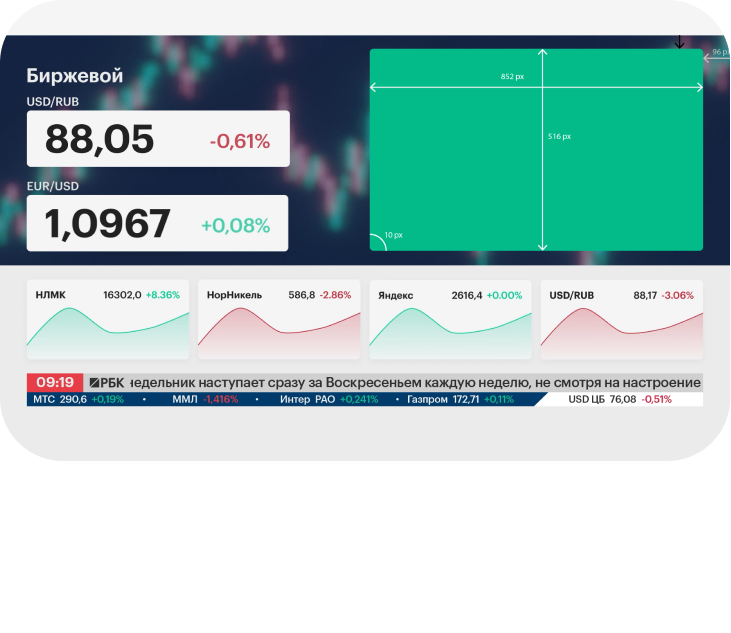 Биржевой
USD/RUB
88,05 -0,61%
EUR/USD
1,0967 +0,08%
852 px
516 px
10 px
НЛМК 16302,0 +8.36%
НорНикель 586,8 -2.86%
Яндекс 2616,4 +0.00%
USD/RUB 88,17 -3.06%
09:19 РБК недельник наступает сразу за Воскресеньем каждую неделю, не смотря на настроение
МТС 290,6 +0,19% • ММЛ -1,416% • Интер РАО +0,241% • Газпром 172,71 +0,11% USD ЦБ 76,08 -0,51%